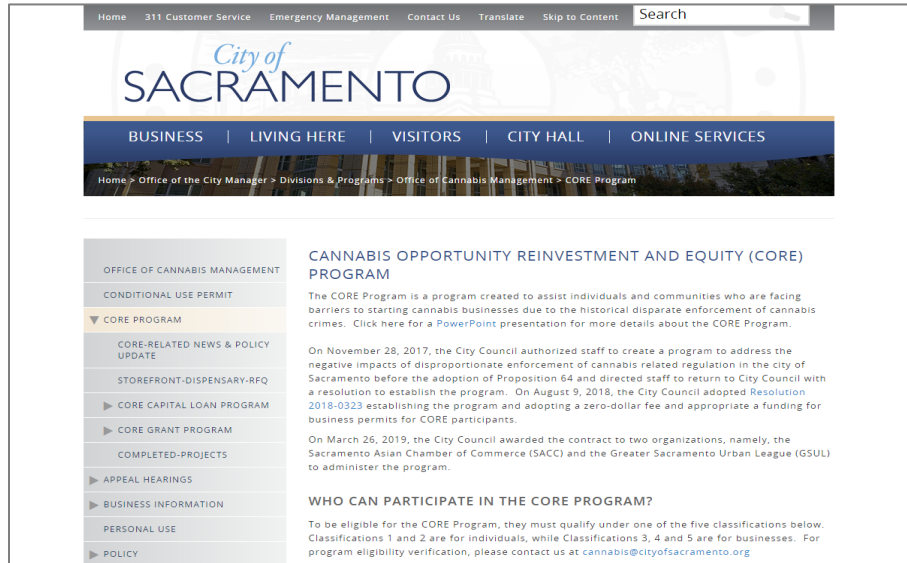 Home 311 Customer Service Emergency Management Contact Us Translate Skip to Content Search
City of
SACRAMENTO
BUSINESS | LIVING HERE | VISITORS | CITY HALL | ONLINE SERVICES
Home > Office of the City Manager > Divisions & Programs > Office of Cannabis Management > CORE Program
OFFICE OF CANNABIS MANAGEMENT
CONDITIONAL USE PERMIT
CORE PROGRAM
CORE-RELATED NEWS & POLICY
UPDATE
STOREFRONT-DISPENSARY-RFQ
CORE CAPITAL LOAN PROGRAM
CORE GRANT PROGRAM
COMPLETED-PROJECTS
APPEAL HEARINGS
BUSINESS INFORMATION
PERSONAL USE
POLICY
CANNABIS OPPORTUNITY REINVESTMENT AND EQUITY (CORE)
PROGRAM
The CORE Program is a program created to assist individuals and communities who are facing
barriers to starting cannabis businesses due to the historical disparate enforcement of cannabis
crimes. Click here for a PowerPoint presentation for more details about the CORE Program.
On November 28, 2017, the City Council authorized staff to create a program to address the
negative impacts of disproportionate enforcement of cannabis related regulation in the city of
Sacramento before the adoption of Proposition 64 and directed staff to return to City Council with
a resolution to establish the program. On August 9, 2018, the City Council adopted Resolution
2018-0323 establishing the program and adopting a zero-dollar fee and appropriate a funding for
business permits for CORE participants.
On March 26, 2019, the City Council awarded the contract to two organizations, namely, the
Sacramento Asian Chamber of Commerce (SACC) and the Greater Sacramento Urban League (GSUL)
to administer the program.
WHO CAN PARTICIPATE IN THE CORE PROGRAM?
To be eligible for the CORE Program, they must qualify under one of the five classifications below.
Classifications 1 and 2 are for individuals, while Classifications 3, 4 and 5 are for businesses. For
program eligibility verification, please contact us at cannabis@cityofsacramento.org